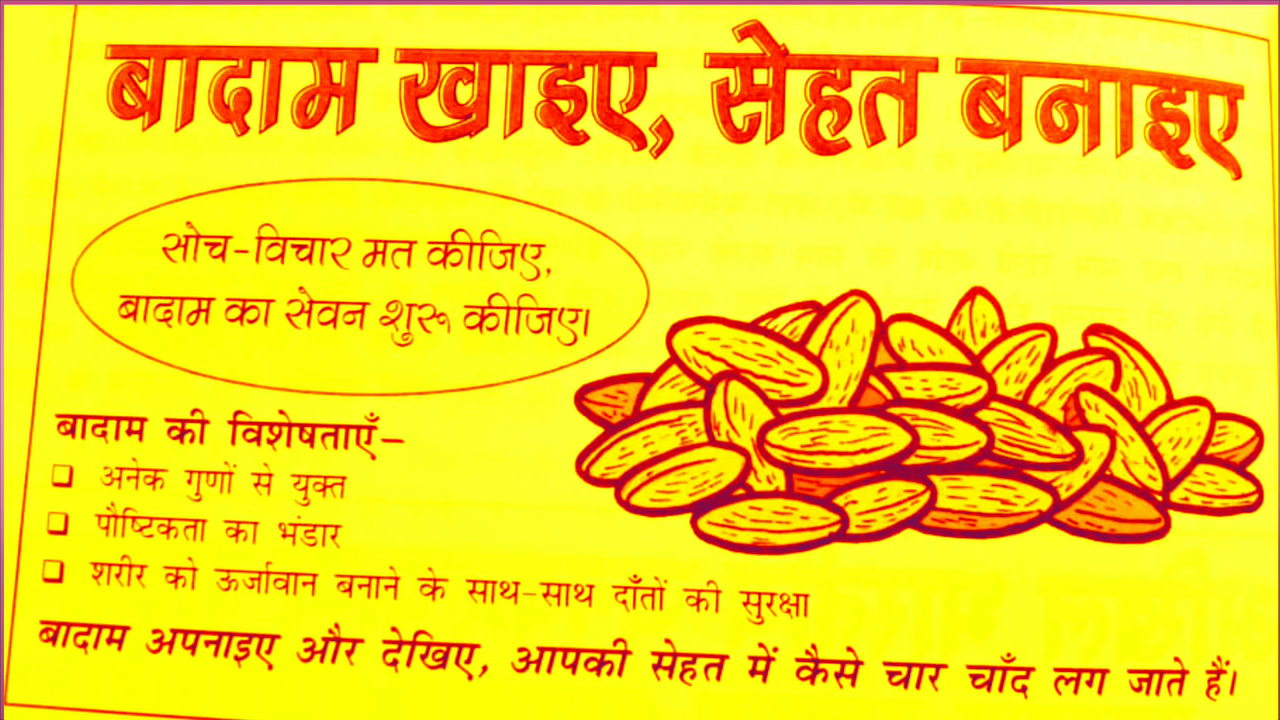 बादाम खाइए, सेहत बनाइए
सोच-विचार मत कीजिए,
बादाम का सेवन शुरू कीजिए।
बादाम की विशेषताएँ–
❑ अनेक गुणों से युक्त
❑ पौष्टिकता का भंडार
❑ शरीर को ऊर्जावान बनाने के साथ-साथ दाँतों की सुरक्षा
बादाम अपनाइए और देखिए, आपकी सेहत में कैसे चार चाँद लग जाते हैं।